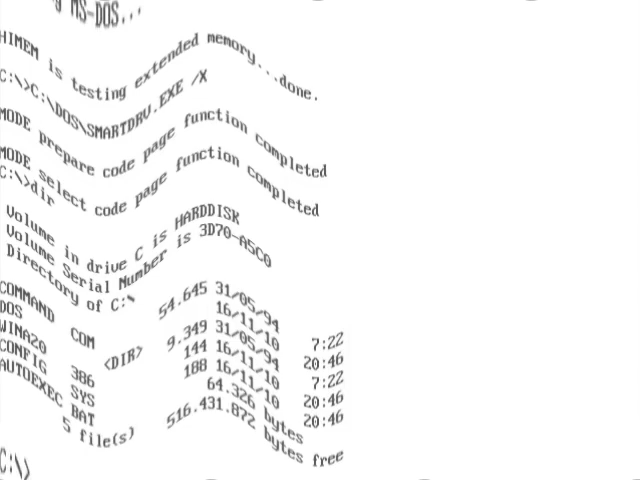 MS-DOS...
HIMEM is testing extended memory...done.
C:\>C:\DOS\SMARTDRV.EXE /X
MODE prepare code page function completed
MODE select code page function completed
C:\>dir
Volume in drive C is HARDDISK
Volume Serial Number is 3D70-A5C0
Directory of C:\
COMMAND COM 54.645 31/05/94 7:22
DOS <DIR> 16/11/10 20:46
WINA20 386 9.349 31/05/94 7:22
CONFIG SYS 144 16/11/10 20:46
AUTOEXEC BAT 188 16/11/10 20:46
5 file(s) 64.326 bytes
516.431.872 bytes free
C:\>